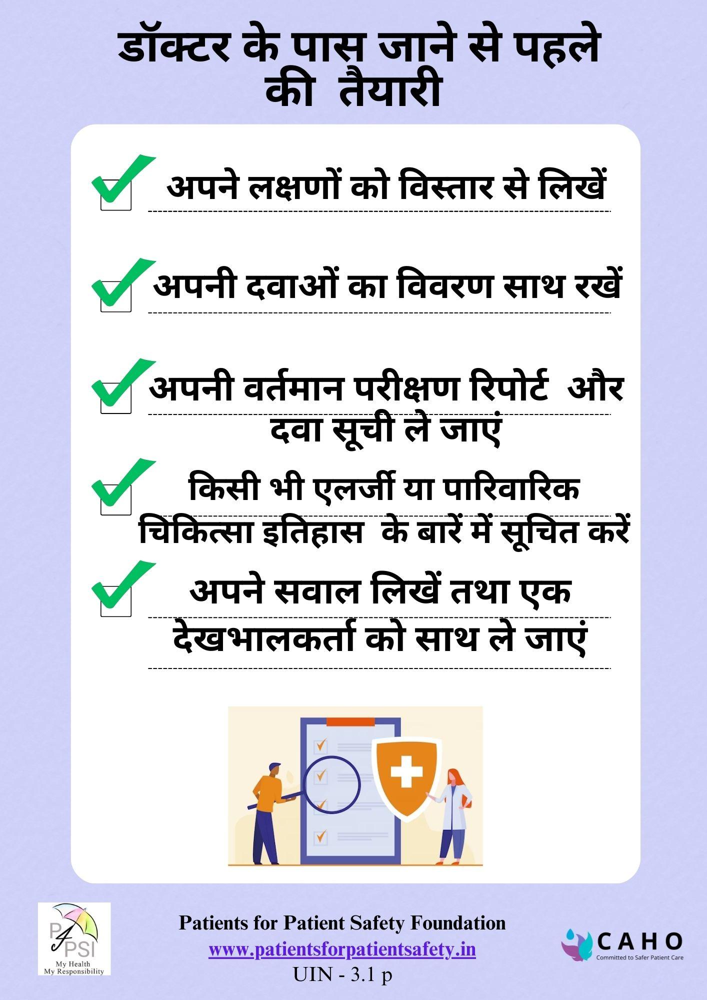 डॉक्टर के पास जाने से पहले
की तैयारी
अपने लक्षणों को विस्तार से लिखें
अपनी दवाओं का विवरण साथ रखें
अपनी वर्तमान परीक्षण रिपोर्ट और
दवा सूची ले जाएं
किसी भी एलर्जी या पारिवारिक
चिकित्सा इतिहास के बारें में सूचित करें
अपने सवाल लिखें तथा एक
देखभालकर्ता को साथ ले जाएं
P4PSI
My Health
My Responsibility
Patients for Patient Safety Foundation
www.patientsforpatientsafety.in
UIN - 3.1 p
CAHO
Committed to Safer Patient Care